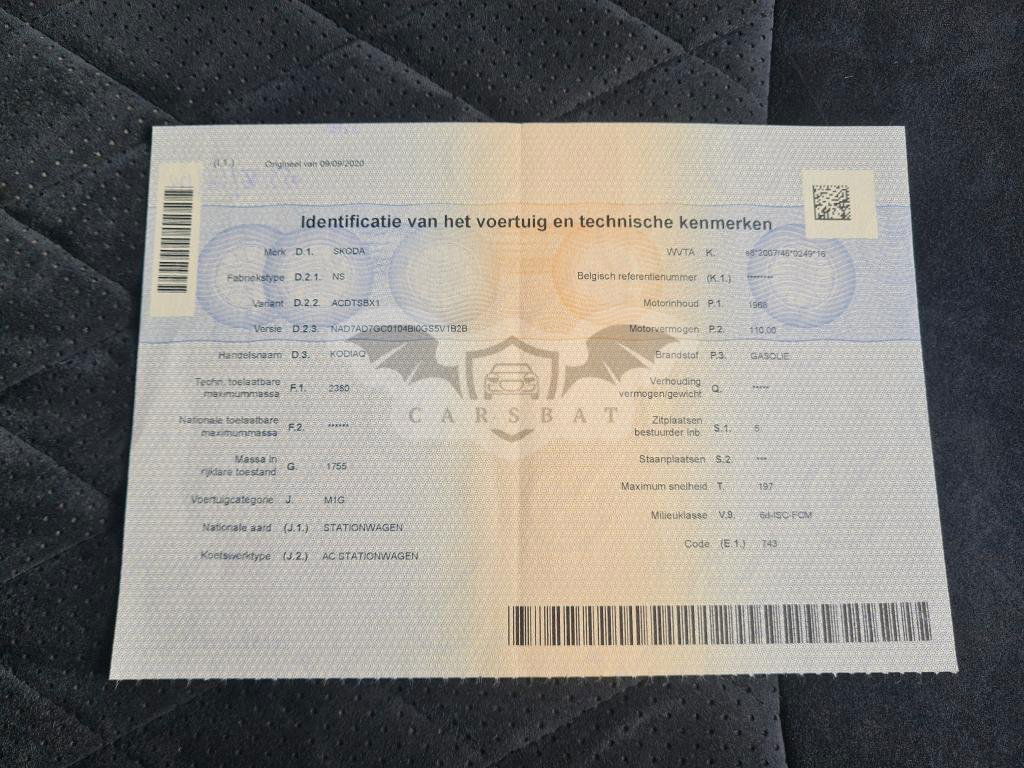 (I.1.) Origineel van 09/09/2020
Identificatie van het voertuig en technische kenmerken
Merk D.1. SKODA
Fabriekstype D.2.1. NS
Variant D.2.2. ACDTSBX1
Versie D.2.3. NAD7AD7GC0104BI0GS5V1B2B
Handelsnaam D.3. KODIAQ
Techn. toelaatbare
maximummassa F.1. 2380
Nationale toelaatbare
maximummassa F.2. ******
Massa in
rijklare toestand G. 1755
Voertuigcategorie J. M1G
Nationale aard (J.1.) STATIONWAGEN
Koetswerktype (J.2.) AC STATIONWAGEN
WVTA K. e8*2007/46*0249*16
Belgisch referentienummer (K.1.) ********
Motorinhoud P.1. 1968
Motorvermogen P.2. 110,00
Brandstof P.3. GASOLIE
Verhouding
vermogen/gewicht Q. *****
Zitplaatsen
bestuurder inb. S.1. 5
Staanplaatsen S.2. ***
Maximum snelheid T. 197
Milieuklasse V.9. 6d-ISC-FCM
Code (E.1.) 743
CARSBAT